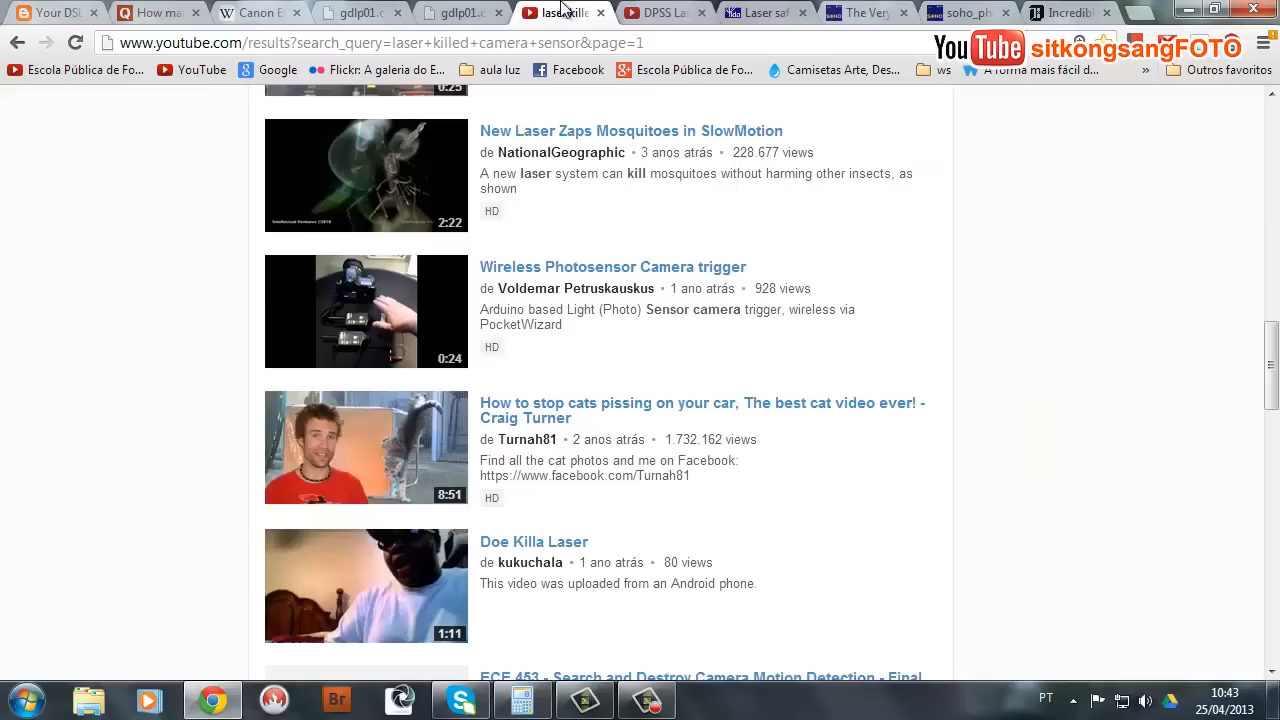 Your DSL
How man
Canon E
gdlp01.c
gdlp01.c
laser kille
DPSS La
Laser saf
The Very
soho_ph
Incredibl
www.youtube.com/results?search_query=laser+killed+camera+sensor&page=1
You Tube sitkongsangFOTO
Escola Pública de Fo...
YouTube
Google
Flickr: A galeria do E...
aula luz
Facebook
Escola Pública de Fo...
Camisetas Arte, Desi...
ws
A forma mais fácil d...
»
Outros favoritos
0:25
New Laser Zaps Mosquitoes in SlowMotion
de NationalGeographic • 3 anos atrás • 228.677 views
A new laser system can kill mosquitoes without harming other insects, as
shown
HD
Intellectual Ventures ©2010
2:22
Wireless Photosensor Camera trigger
de Voldemar Petruskauskus • 1 ano atrás • 928 views
Arduino based Light (Photo) Sensor camera trigger, wireless via
PocketWizard
HD
0:24
How to stop cats pissing on your car, The best cat video ever! -
Craig Turner
de Turnah81 • 2 anos atrás • 1.732.162 views
Find all the cat photos and me on Facebook:
https://www.facebook.com/Turnah81
8:51
HD
Doe Killa Laser
de kukuchala • 1 ano atrás • 80 views
This video was uploaded from an Android phone.
1:11
ECE 453 - Search and Destroy Camera Motion Detection - Final
Br
PT
10:43
25/04/2013